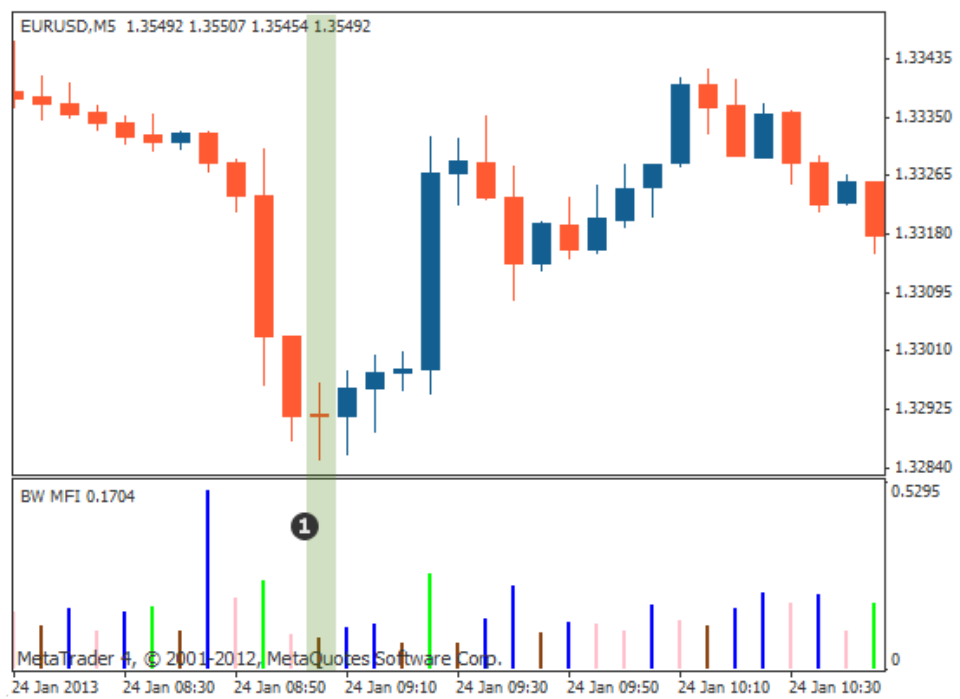 EURUSD,M5 1.35492 1.35507 1.35454 1.35492
1.33435
1.33350
1.33265
1.33180
1.33095
1.33010
1.32925
1.32840
BW MFI 0.1704
0.5295
1
MetaTrader 4, © 2001-2012, MetaQuotes Software Corp.
0
24 Jan 2013 24 Jan 08:30 24 Jan 08:50 24 Jan 09:10 24 Jan 09:30 24 Jan 09:50 24 Jan 10:10 24 Jan 10:30